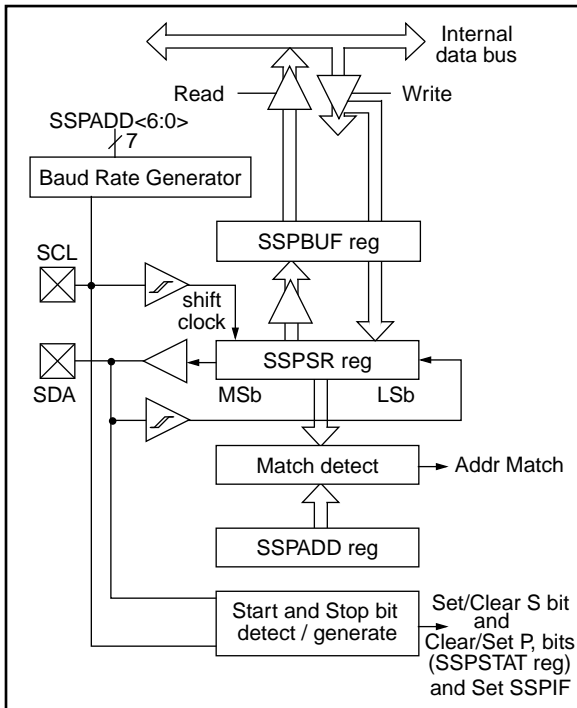 Internal
data bus
Read
Write
SSPADD<6:0>
7
Baud Rate Generator
SSPBUF reg
SCL
shift
clock
SSPSR reg
SDA
MSb
LSb
Match detect
Addr Match
SSPADD reg
Start and Stop bit
detect / generate
Set/Clear S bit
and
Clear/Set P, bits
(SSPSTAT reg)
and Set SSPIF